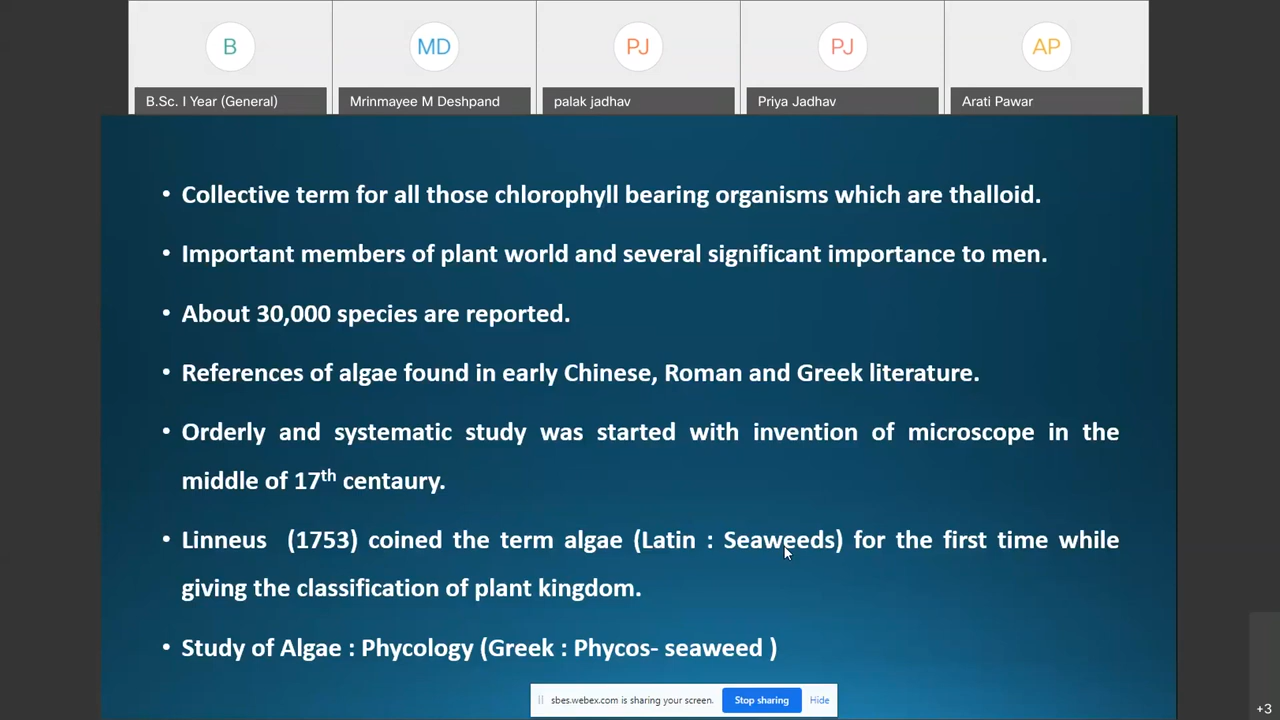 B MD PJ PJ AP
B.Sc. I Year (General) Mrinmayee M Deshpand palak jadhav Priya Jadhav Arati Pawar
• Collective term for all those chlorophyll bearing organisms which are thalloid.
• Important members of plant world and several significant importance to men.
• About 30,000 species are reported.
• References of algae found in early Chinese, Roman and Greek literature.
• Orderly and systematic study was started with invention of microscope in the
middle of 17th centaury.
• Linneus (1753) coined the term algae (Latin : Seaweeds) for the first time while
giving the classification of plant kingdom.
• Study of Algae : Phycology (Greek : Phycos- seaweed )
sbes.webex.com is sharing your screen. Stop sharing Hide
+3